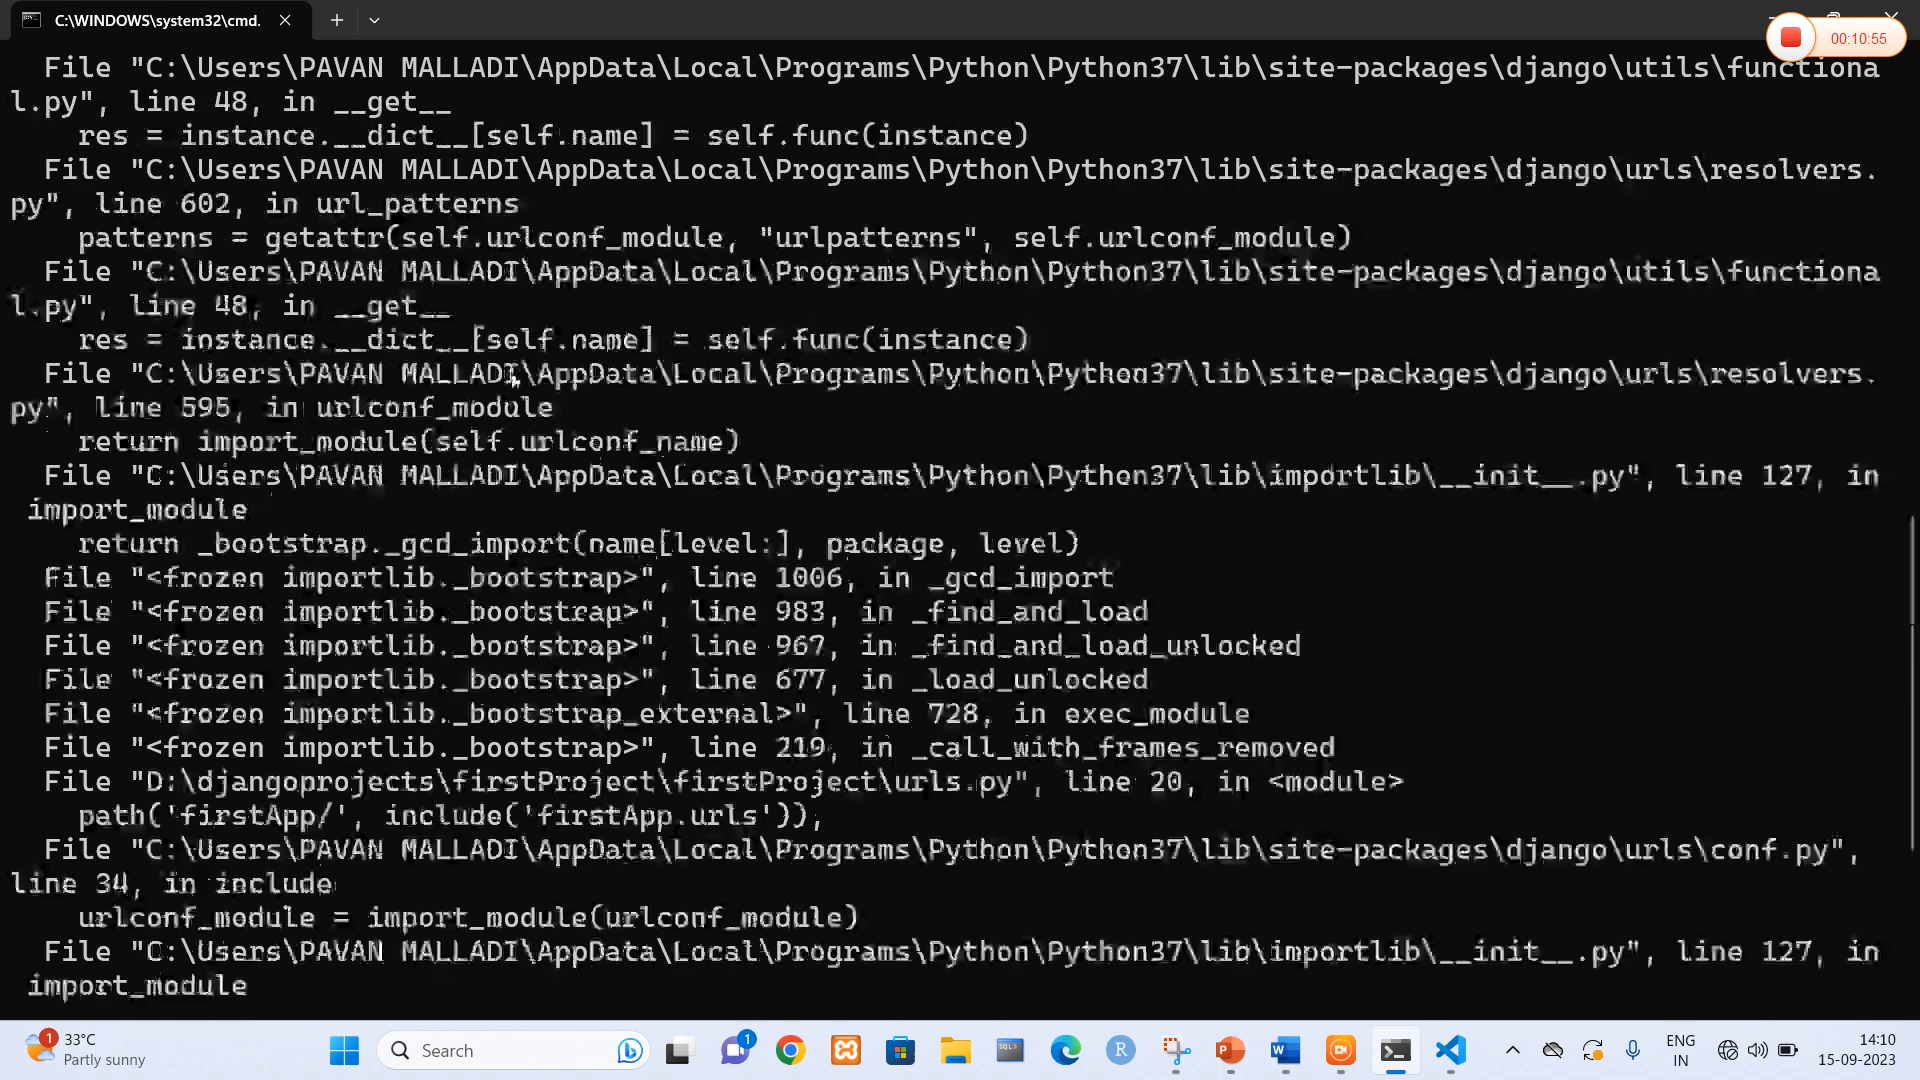 C:\WINDOWS\system32\cmd.
00:10:55
File "C:\Users\PAVAN MALLADI\AppData\Local\Programs\Python\Python37\lib\site-packages\django\utils\functiona
l.py", line 48, in __get__
res = instance.__dict__[self.name] = self.func(instance)
File "C:\Users\PAVAN MALLADI\AppData\Local\Programs\Python\Python37\lib\site-packages\django\urls\resolvers.
py", line 602, in url_patterns
patterns = getattr(self.urlconf_module, "urlpatterns", self.urlconf_module)
File "C:\Users\PAVAN MALLADI\AppData\Local\Programs\Python\Python37\lib\site-packages\django\utils\functiona
l.py", line 48, in __get__
res = instance.__dict__[self.name] = self.func(instance)
File "C:\Users\PAVAN MALLADI\AppData\Local\Programs\Python\Python37\lib\site-packages\django\urls\resolvers.
py", line 595, in urlconf_module
return import_module(self.urlconf_name)
File "C:\Users\PAVAN MALLADI\AppData\Local\Programs\Python\Python37\lib\importlib\__init__.py", line 127, in
import_module
return _bootstrap._gcd_import(name[level:], package, level)
File "<frozen importlib._bootstrap>", line 1006, in _gcd_import
File "<frozen importlib._bootstrap>", line 983, in _find_and_load
File "<frozen importlib._bootstrap>", line 967, in _find_and_load_unlocked
File "<frozen importlib._bootstrap>", line 677, in _load_unlocked
File "<frozen importlib._bootstrap_external>", line 728, in exec_module
File "<frozen importlib._bootstrap>", line 219, in _call_with_frames_removed
File "D:\djangoprojects\firstProject\firstProject\urls.py", line 20, in <module>
path('firstApp/', include('firstApp.urls')),
File "C:\Users\PAVAN MALLADI\AppData\Local\Programs\Python\Python37\lib\site-packages\django\urls\conf.py",
line 34, in include
urlconf_module = import_module(urlconf_module)
File "C:\Users\PAVAN MALLADI\AppData\Local\Programs\Python\Python37\lib\importlib\__init__.py", line 127, in
import_module
1
33°C
Partly sunny
Search
1
SQL>
R
P
W
ENG
IN
14:10
15-09-2023